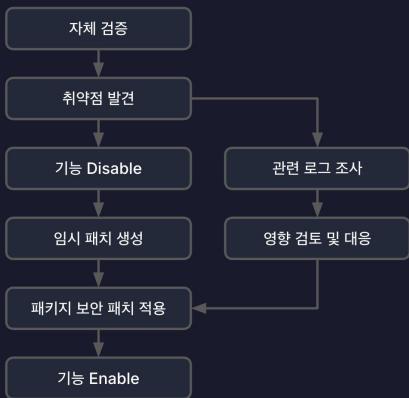 자체 검증
취약점 발견
기능 Disable
관련 로그 조사
임시 패치 생성
영향 검토 및 대응
패키지 보안 패치 적용
기능 Enable